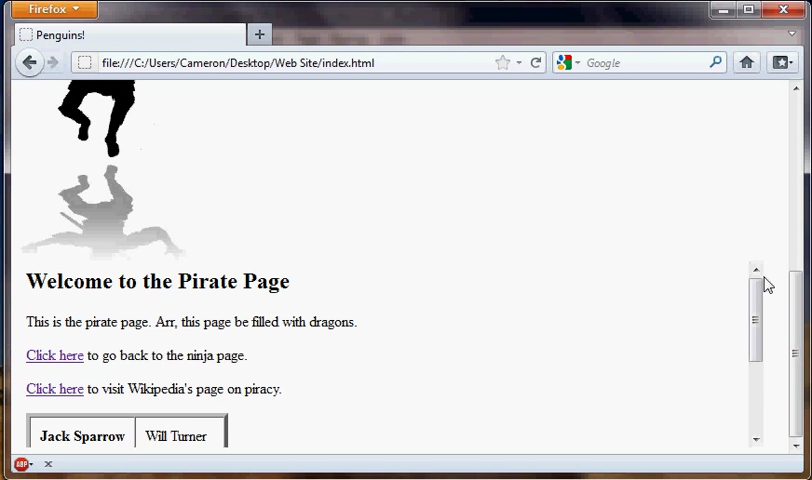 Firefox
Penguins!
file:///C:/Users/Cameron/Desktop/Web Site/index.html
Google
Welcome to the Pirate Page
This is the pirate page. Arr, this page be filled with dragons.
Click here to go back to the ninja page.
Click here to visit Wikipedia's page on piracy.
Jack Sparrow Will Turner
ABP